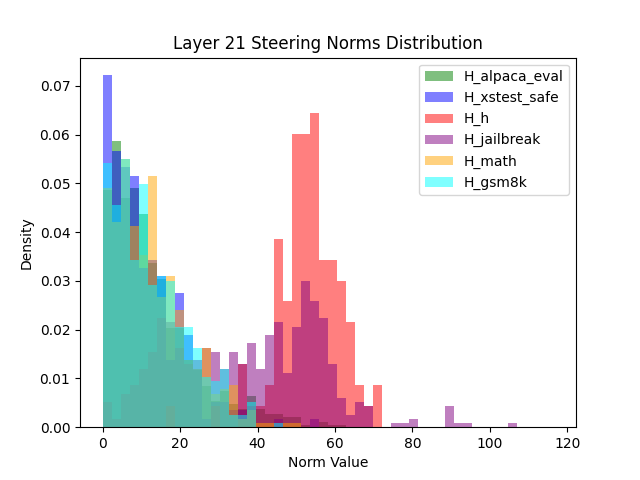 Layer 21 Steering Norms Distribution
H_alpaca_eval
H_xstest_safe
H_h
H_jailbreak
H_math
H_gsm8k
Density
0.07
0.06
0.05
0.04
0.03
0.02
0.01
0.00
0 20 40 60 80 100 120
Norm Value